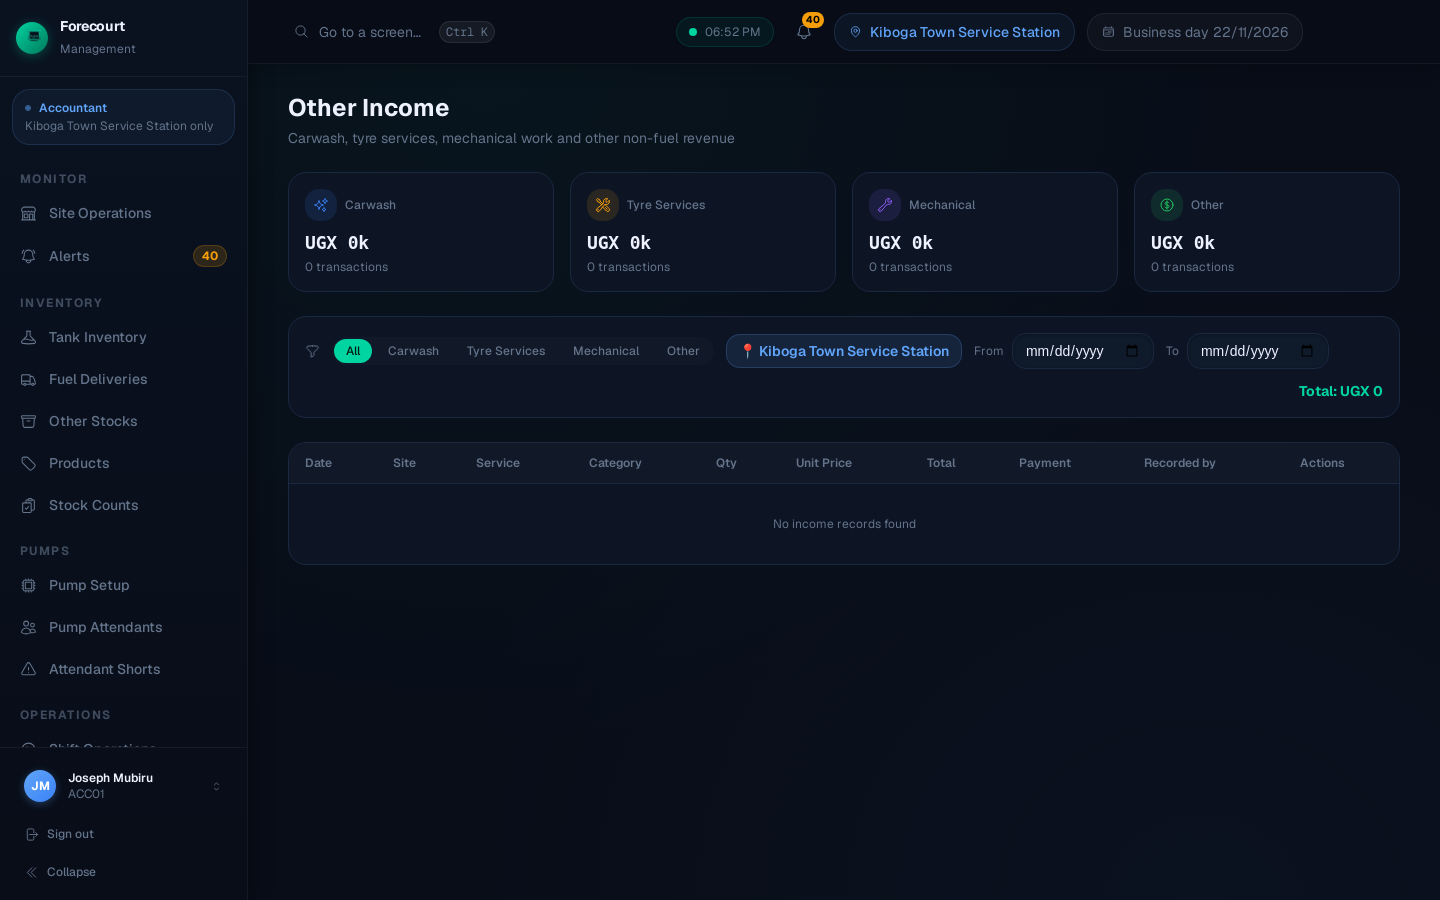 Forecourt
Management
Accountant
Kiboga Town Service Station only
MONITOR
Site Operations
Alerts 40
INVENTORY
Tank Inventory
Fuel Deliveries
Other Stocks
Products
Stock Counts
PUMPS
Pump Setup
Pump Attendants
Attendant Shorts
OPERATIONS
Shift Operations
JM Joseph Mubiru
ACC01
Sign out
Collapse
Go to a screen... Ctrl K
06:52 PM
40
Kiboga Town Service Station
Business day 22/11/2026
Other Income
Carwash, tyre services, mechanical work and other non-fuel revenue
Carwash
UGX 0k
0 transactions
Tyre Services
UGX 0k
0 transactions
Mechanical
UGX 0k
0 transactions
Other
UGX 0k
0 transactions
All Carwash Tyre Services Mechanical Other
Kiboga Town Service Station
From mm/dd/yyyy To mm/dd/yyyy
Total: UGX 0
Date Site Service Category Qty Unit Price Total Payment Recorded by Actions
No income records found